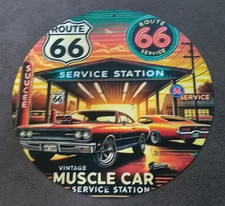 ROUTE
66
ROUTE
66
SERVICE
SERVICE STATION
66
SERVICE
VINTAGE
MUSCLE CAR
SERVICE STATION